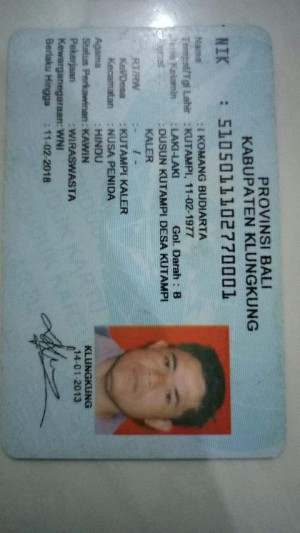 PROVINSI BALI
KABUPATEN KLUNGKUNG
NIK : 5105011102770001
Nama : I KOMANG BUDIARTA
Tempat/Tgl Lahir : KUTAMPI, 11-02-1977
Jenis Kelamin : LAKI-LAKI Gol. Darah : B
Alamat : DUSUN KUTAMPI DESA KUTAMPI
KALER
RT/RW : - / -
Kel/Desa : KUTAMPI KALER
Kecamatan : NUSA PENIDA
Agama : HINDU
Status Perkawinan : KAWIN
Pekerjaan : WIRASWASTA
Kewarganegaraan : WNI
Berlaku Hingga : 11-02-2018
KLUNGKUNG
14-01-2013